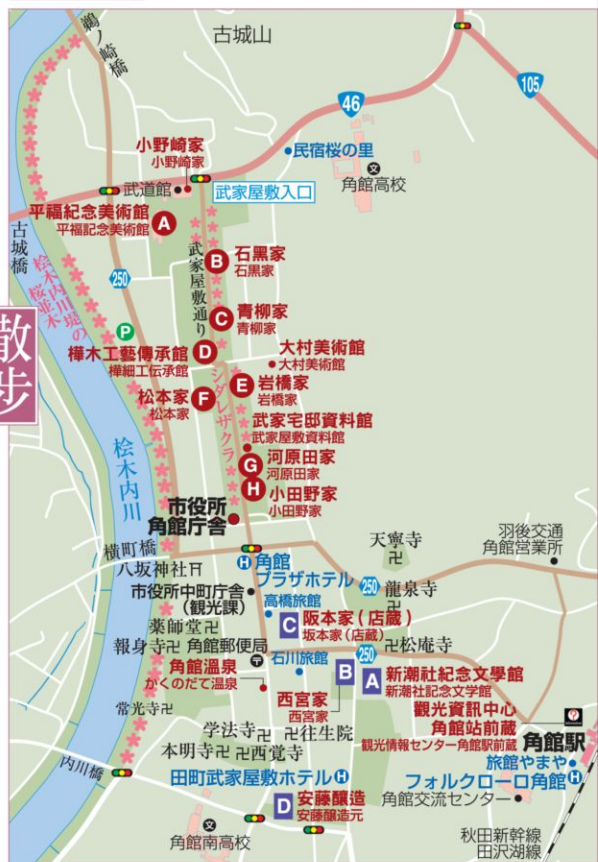 鵜ノ崎橋
古城山
46
105
小野崎家
小野崎家
民宿桜の里
武道館
武家屋敷入口
角館高校
平福紀念美術館
平福記念美術館
A
古城橋
250
桧木内川堤の
桜並木
武家屋敷通り
B
石黑家
石黒家
C
青柳家
青柳家
P
D
樺木工藝傳承館
樺細工伝承館
大村美術館
大村美術館
散歩
シダレザクラ
E
岩橋家
岩橋家
F
松本家
松本家
武家宅邸資料館
武家屋敷資料館
G
河原田家
河原田家
H
小田野家
小田野家
桧木内川
市役所
角館庁舎
天寧寺
羽後交通
角館営業所
横町橋
八坂神社
H
角館
プラザホテル
250
龍泉寺
市役所中町庁舎
(観光課)
高橋旅館
C
阪本家(店蔵)
坂本家(店蔵)
薬師堂
松庵寺
報身寺
角館郵便局
250
角館溫泉
かくのだて温泉
石川旅館
B
西宮家
西宮家
A
新潮社紀念文學館
新潮社記念文学館
観光資訊中心
角館站前蔵
観光情報センター角館駅前蔵
常光寺
学法寺
往生院
本明寺
西覚寺
角館駅
旅館やまや
内川橋
田町武家屋敷ホテル
H
フォルクローロ角館
H
D
安藤釀造
安藤醸造元
角館交流センター
角館南高校
秋田新幹線
田沢湖線